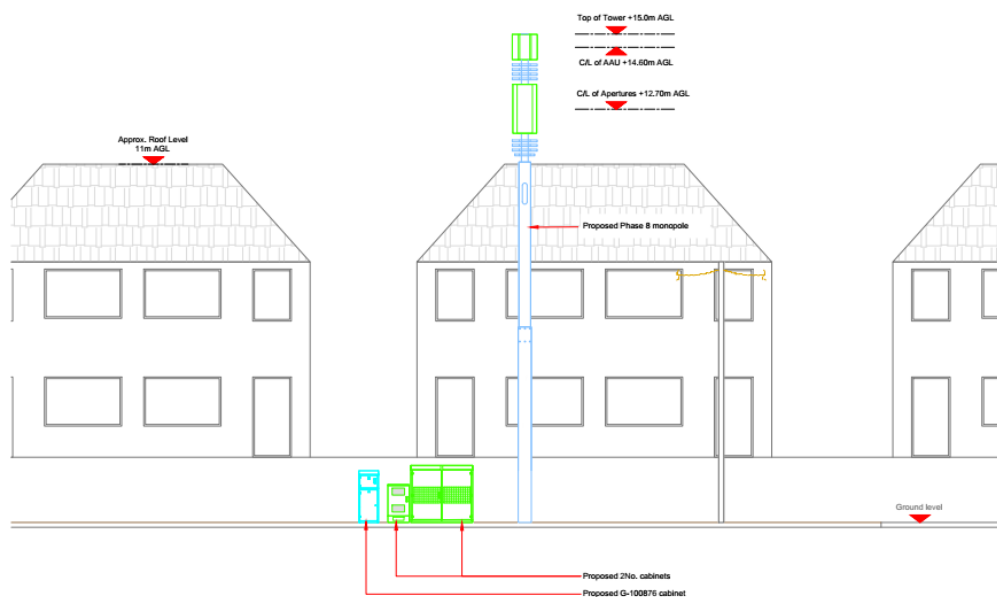 Top of Tower +15.0m AGL
C/L of AAU +14.60m AGL
C/L of Apertures +12.70m AGL
Approx. Roof Level
11m AGL
Proposed Phase 8 monopole
Ground level
Proposed 2No. cabinets
Proposed G-100876 cabinet